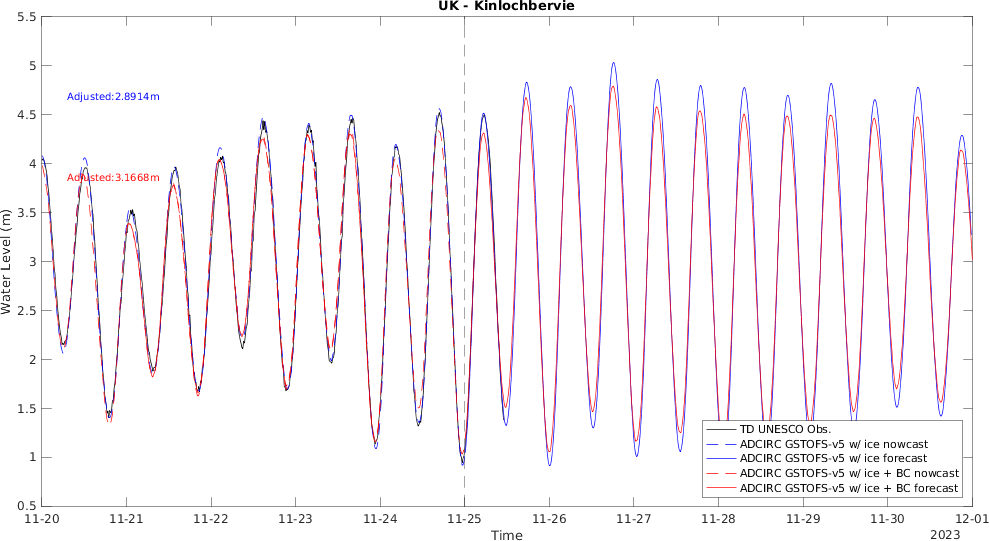 UK - Kinlochbervie
5.5
5
4.5
4
3.5
3
2.5
2
1.5
1
0.5
Water Level (m)
Adjusted:2.8914m
Adjusted:3.1668m
TD UNESCO Obs.
ADCIRC GSTOFS-v5 w/ ice nowcast
ADCIRC GSTOFS-v5 w/ ice forecast
ADCIRC GSTOFS-v5 w/ ice + BC nowcast
ADCIRC GSTOFS-v5 w/ ice + BC forecast
11-20 11-21 11-22 11-23 11-24 11-25 11-26 11-27 11-28 11-29 11-30 12-01
Time
2023